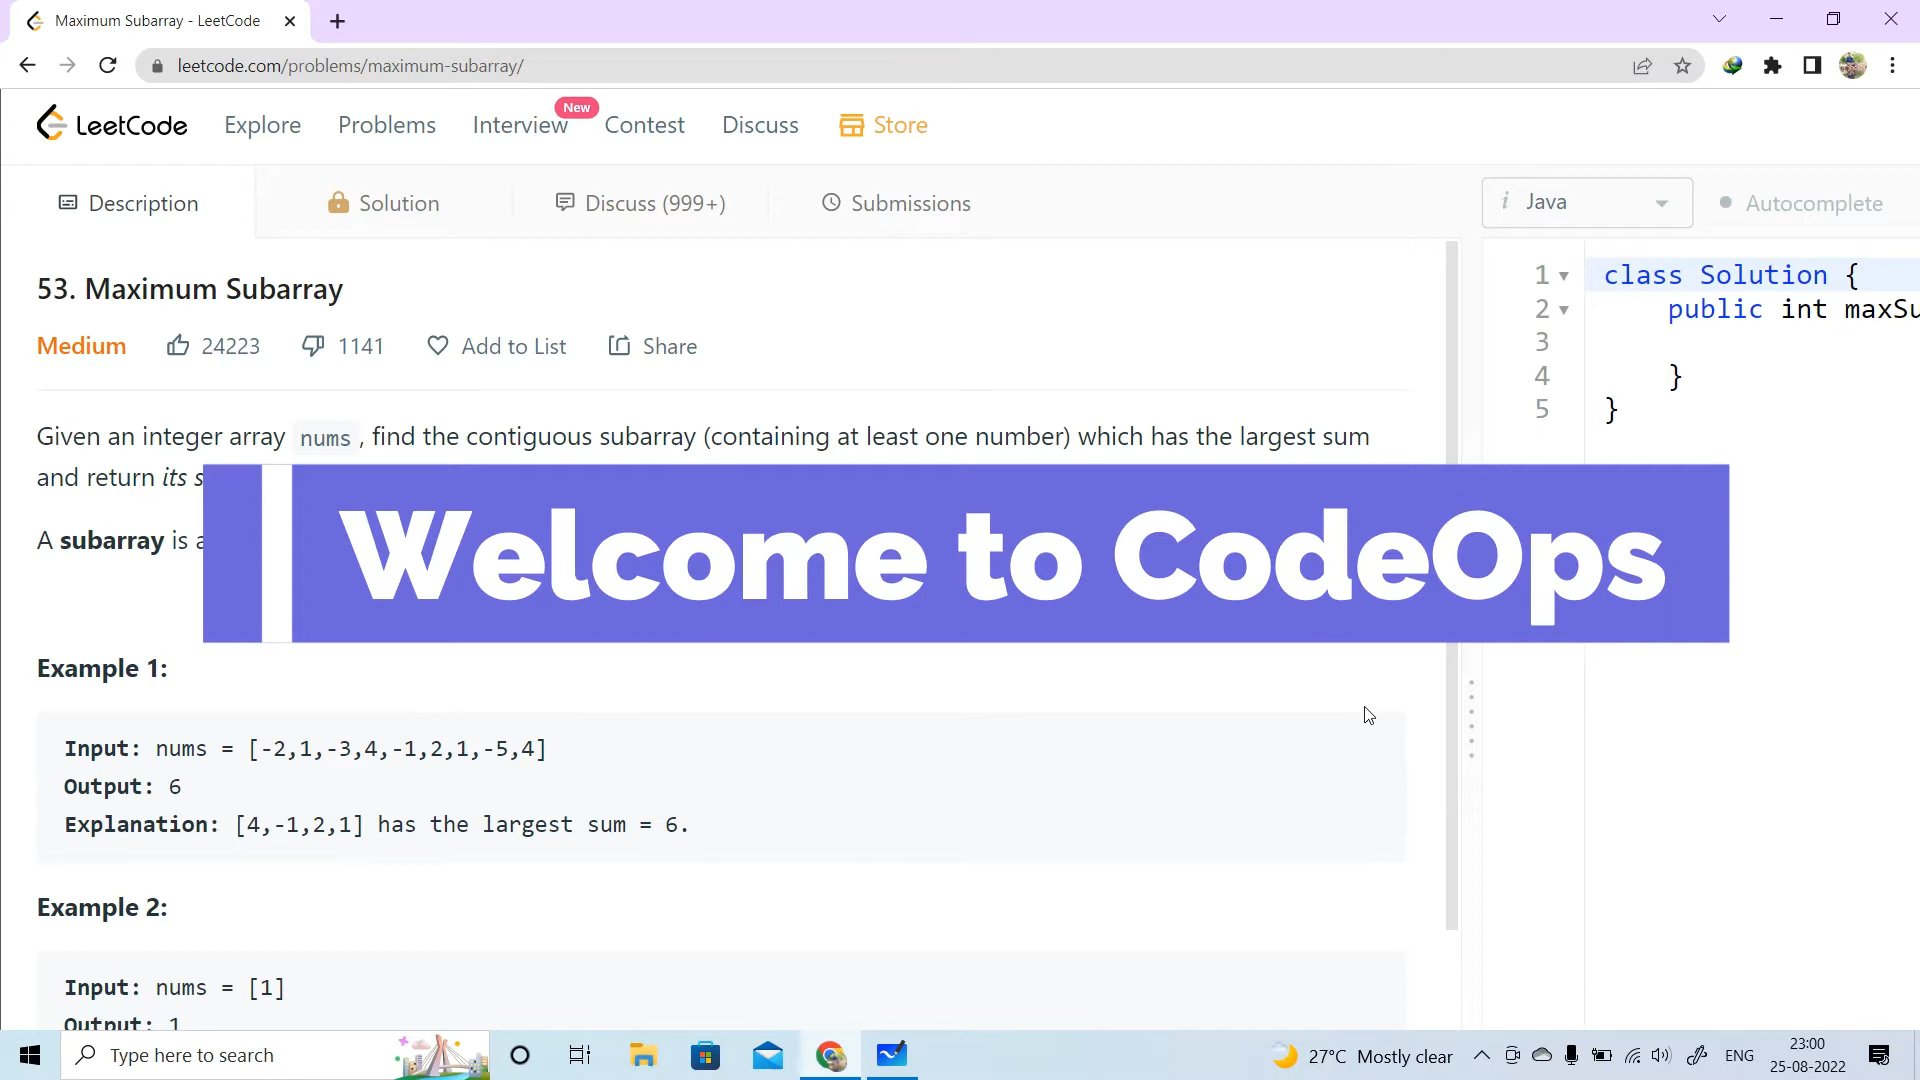 Maximum Subarray - LeetCode
leetcode.com/problems/maximum-subarray/
LeetCode Explore Problems Interview New Contest Discuss Store
Description Solution Discuss (999+) Submissions i Java Autocomplete
53. Maximum Subarray
Medium 24223 1141 Add to List Share
Given an integer array nums, find the contiguous subarray (containing at least one number) which has the largest sum
and return its s
A subarray is a
Welcome to CodeOps
Example 1:
Input: nums = [-2,1,-3,4,-1,2,1,-5,4]
Output: 6
Explanation: [4,-1,2,1] has the largest sum = 6.
Example 2:
Input: nums = [1]
Output: 1
1 class Solution {
2 public int maxSu
3
4 }
5 }
Type here to search
27°C Mostly clear
ENG
23:00
25-08-2022